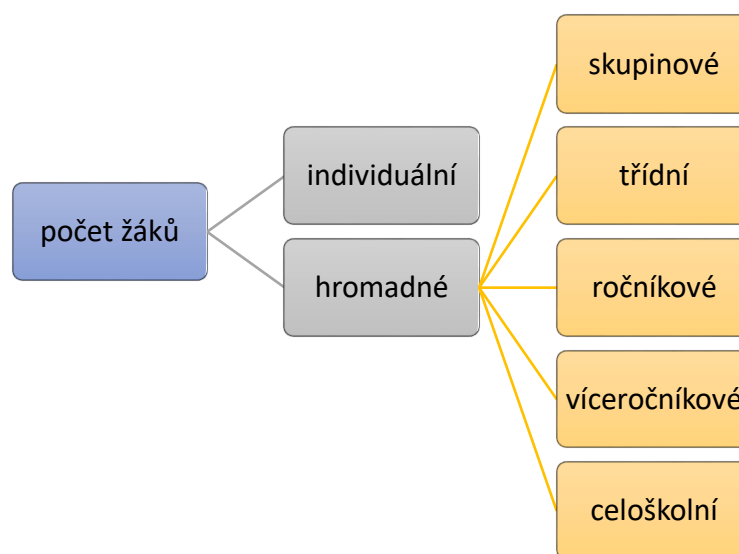 počet žáků
individuální
hromadné
skupinové
třídní
ročníkové
víceročníkové
celoškolní